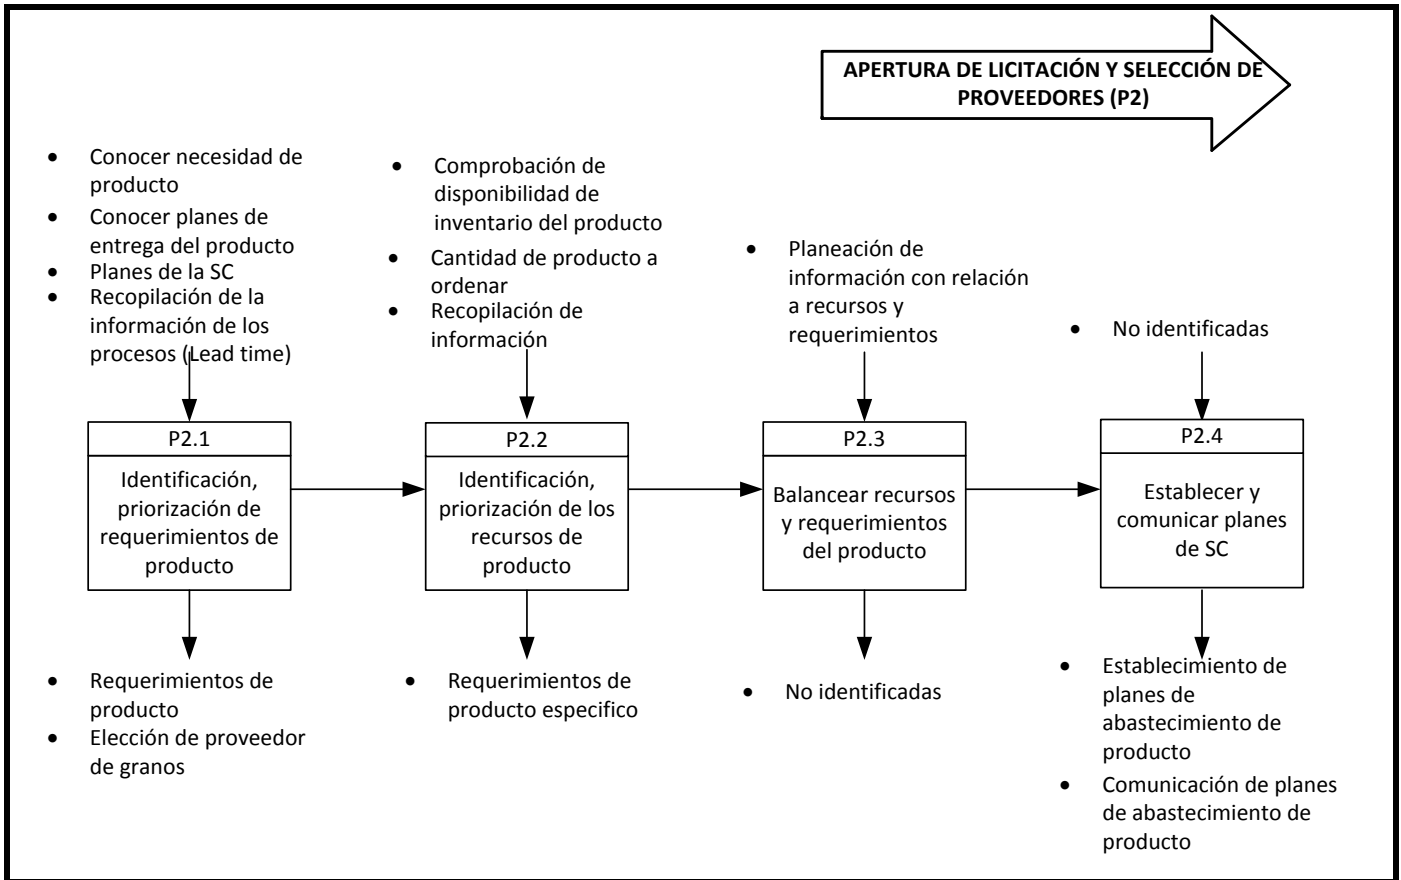 APERTURA DE LICITACIÓN Y SELECCIÓN DE
PROVEEDORES (P2)
• Conocer necesidad de
producto
• Conocer planes de
entrega del producto
• Planes de la SC
• Recopilación de la
información de los
procesos (Lead time)
• Comprobación de
disponibilidad de
inventario del producto
• Cantidad de producto a
ordenar
• Recopilación de
información
• Planeación de
información con relación
a recursos y
requerimientos
• No identificadas
P2.1
Identificación,
priorización de
requerimientos de
producto
P2.2
Identificación,
priorización de los
recursos de
producto
P2.3
Balancear recursos
y requerimientos
del producto
P2.4
Establecer y
comunicar planes
de SC
• Requerimientos de
producto
• Elección de proveedor
de granos
• Requerimientos de
producto especifico
• No identificadas
• Establecimiento de
planes de
abastecimiento de
producto
• Comunicación de planes
de abastecimiento de
producto